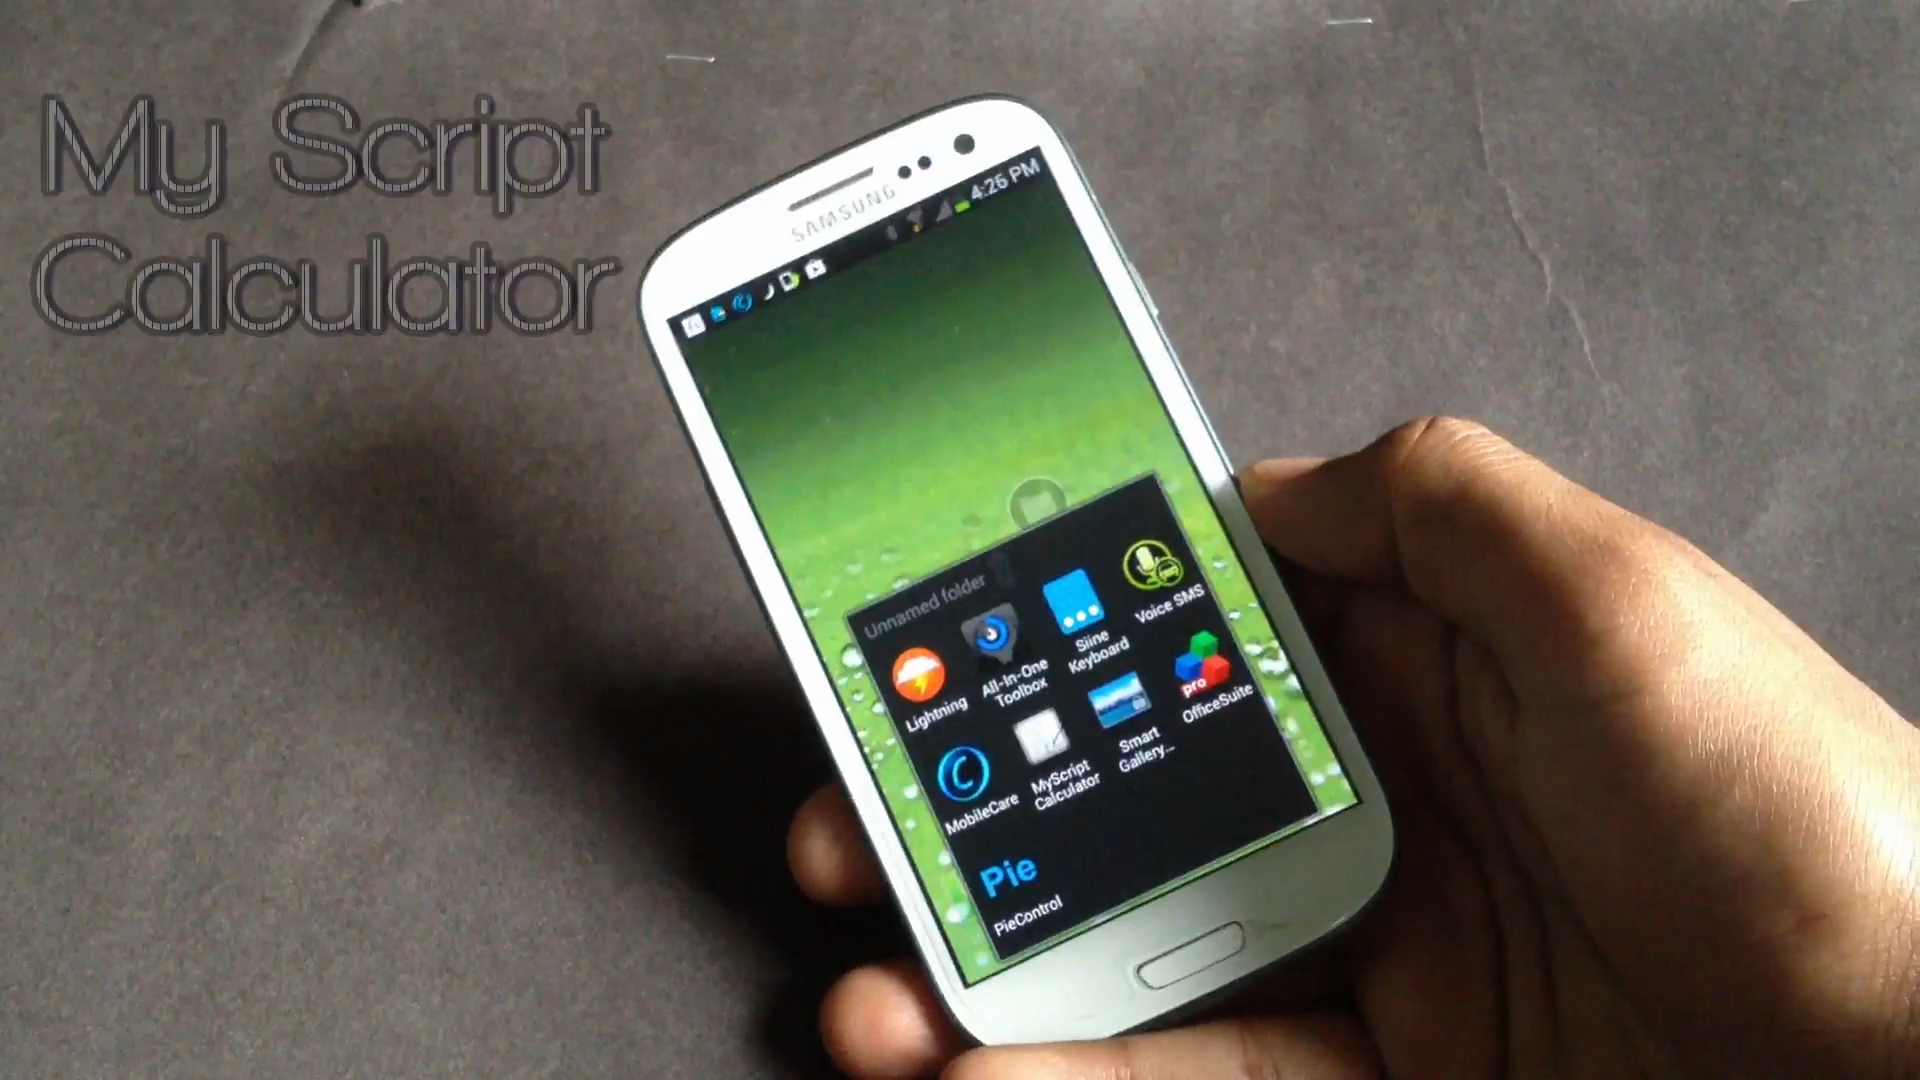 My Script
Calculator
SAMSUNG
4:26 PM
Unnamed folder
Lightning
All-In-One
Toolbox
Siine
Keyboard
Voice SMS
MobileCare
MyScript
Calculator
Smart
Gallery...
pro
OfficeSuite
Pie
PieControl